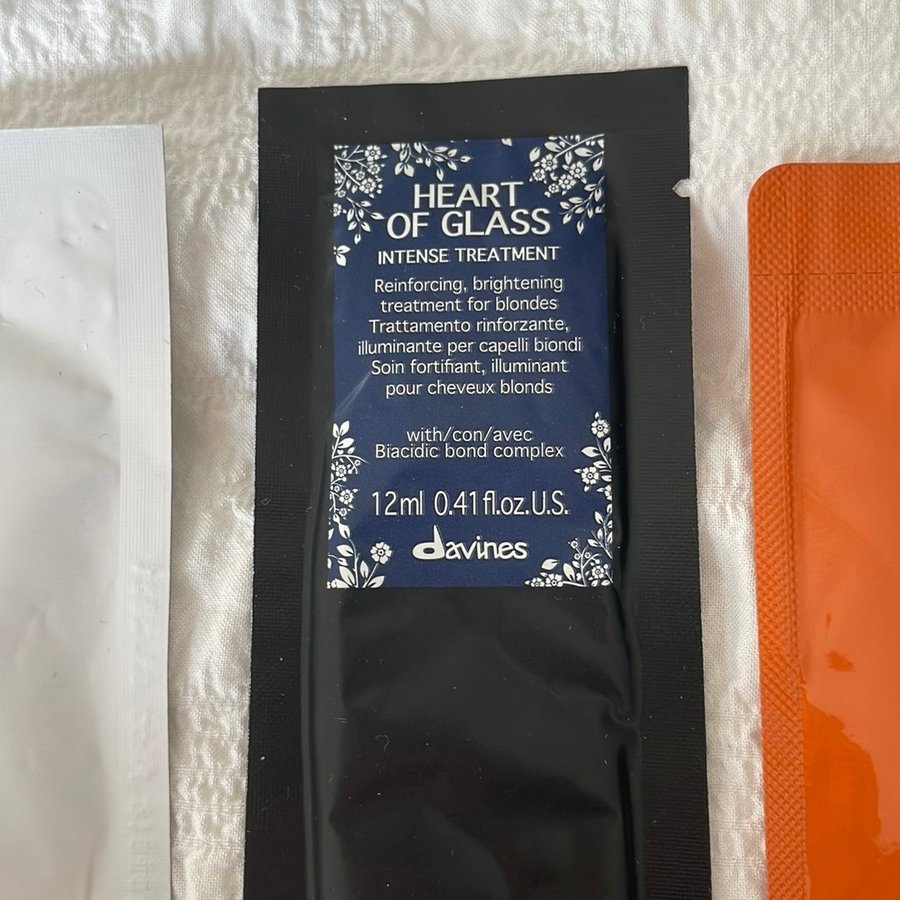 HEART
OF GLASS
INTENSE TREATMENT
Reinforcing, brightening
treatment for blondes
Trattamento rinforzante,
illuminante per capelli biondi
Soin fortifiant, illuminant
pour cheveux blonds
with/con/avec
Biacidic bond complex
12ml 0.41 fl.oz.U.S.
davines